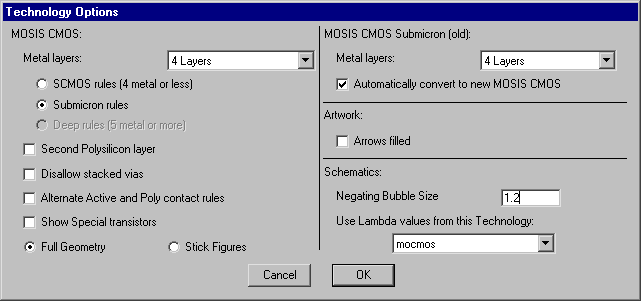 Technology Options
MOSIS CMOS:
Metal layers: 4 Layers
SCMOS rules (4 metal or less)
Submicron rules
Deep rules (5 metal or more)
Second Polysilicon layer
Disallow stacked vias
Alternate Active and Poly contact rules
Show Special transistors
Full Geometry Stick Figures
MOSIS CMOS Submicron (old):
Metal layers: 4 Layers
Automatically convert to new MOSIS CMOS
Artwork:
Arrows filled
Schematics:
Negating Bubble Size 1.2
Use Lambda values from this Technology:
mocmos
Cancel OK